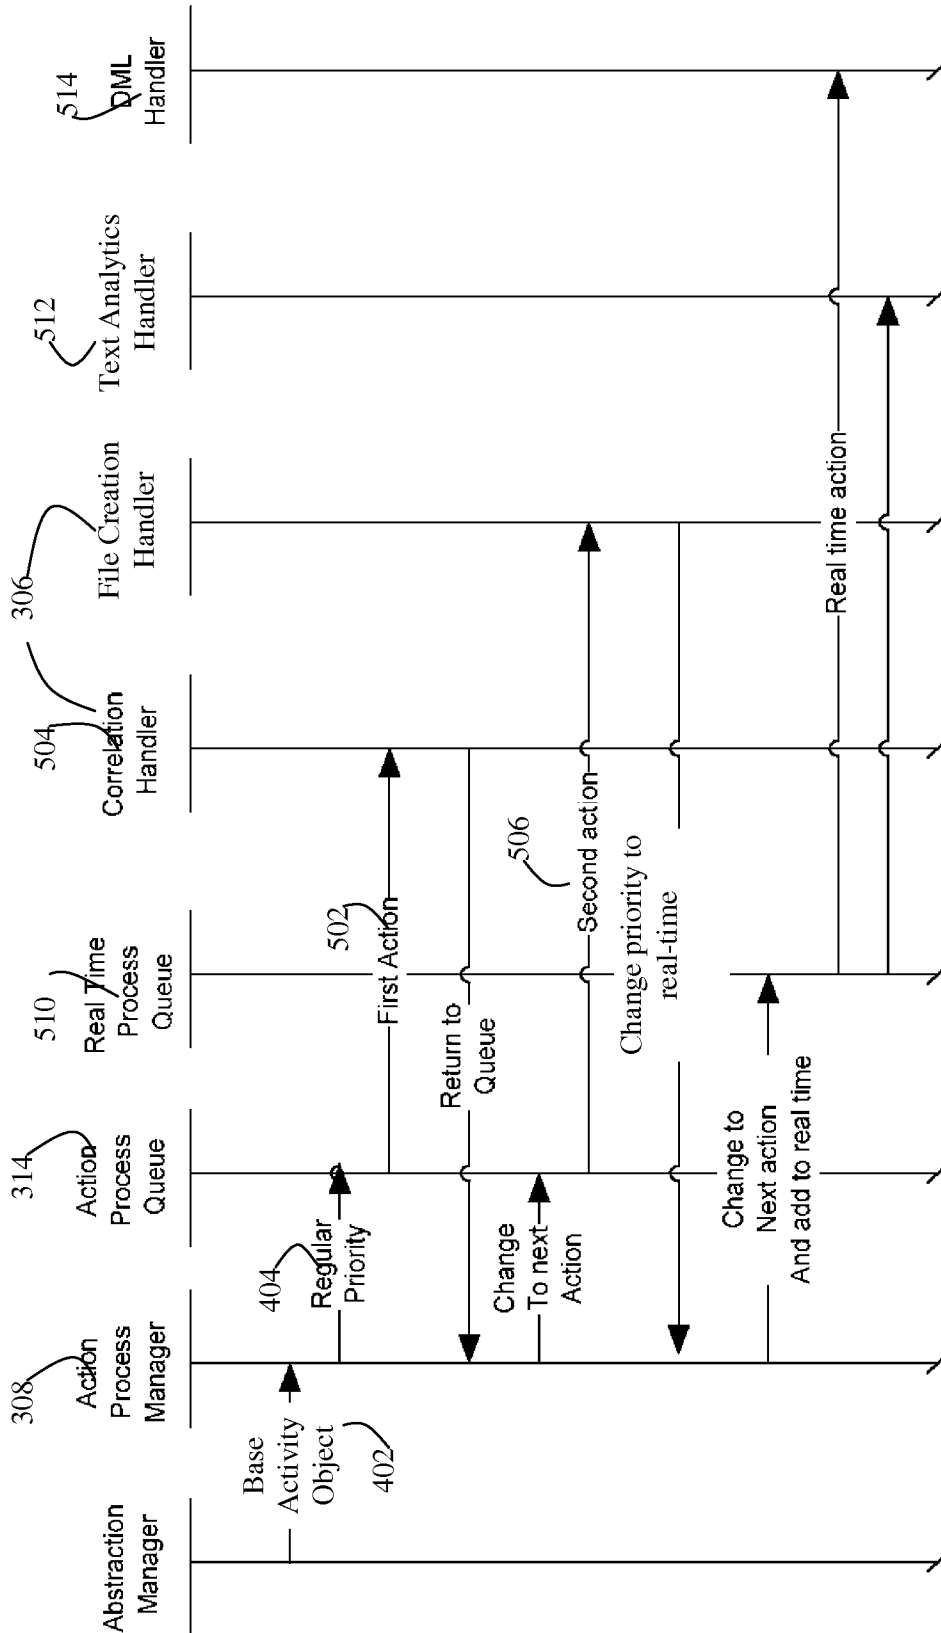 Abstraction
Manager
308
Action
Process
Manager
314
Action
Process
Queue
510
Real Time
Process
Queue
504
Correlation
Handler
306
File Creation
Handler
512
Text Analytics
Handler
514
DML
Handler
Base
Activity
Object
402
404
Regular
Priority
502
First Action
Return to
Queue
Change
To next
Action
506
Second action
Change priority to
real-time
Change to
Next action
And add to real time
Real time action